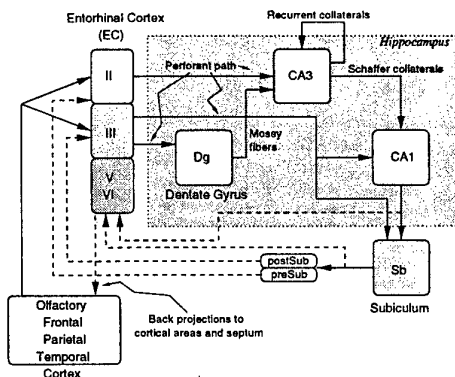 Entorhinal Cortex
(EC)
Recurrent collaterals
Hippocampus
II
Perforant path
CA3
Schaffer collaterals
III
Mossy
fibers
Dg
CA1
V
VI
Dentate Gyrus
postSub
preSub
Sb
Subiculum
Olfactory
Frontal
Parietal
Temporal
Cortex
Back projections to
cortical areas and septum